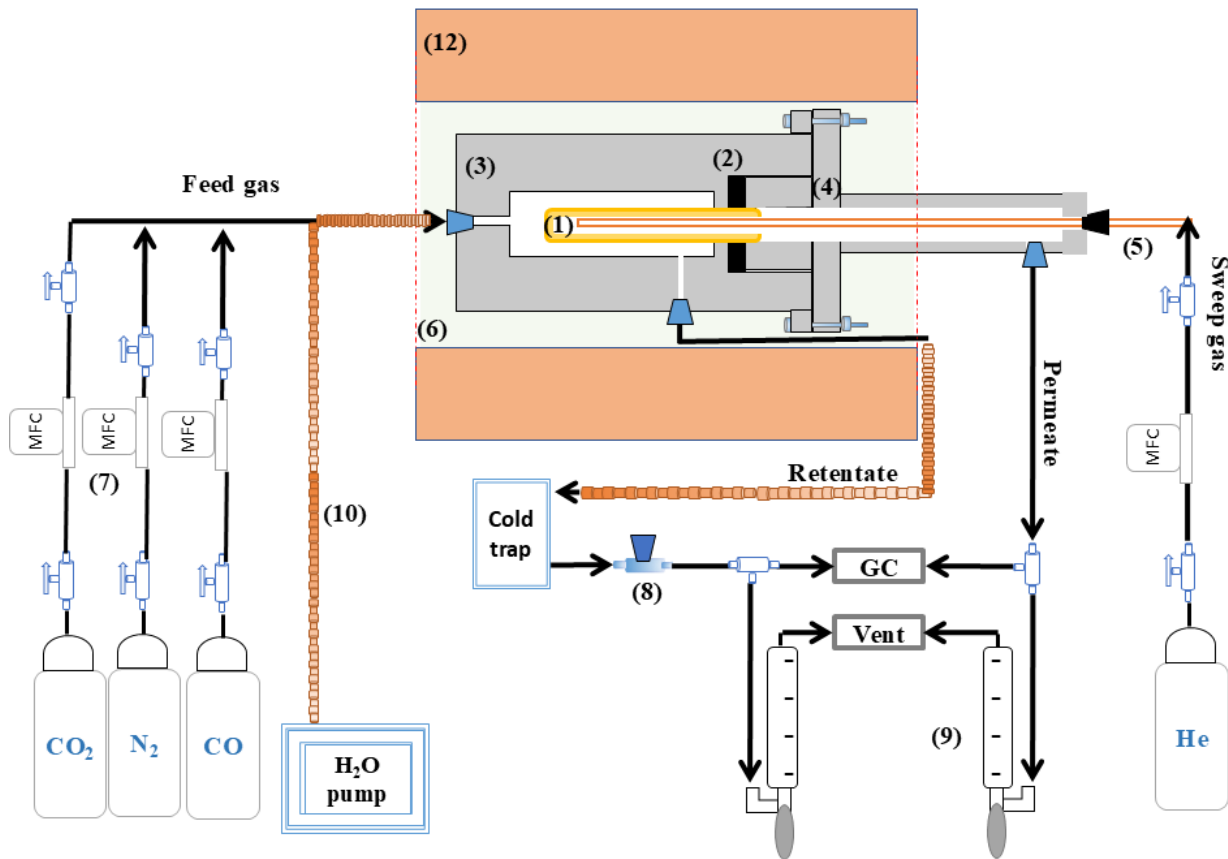 (12)
(3)
(2)
(4)
Feed gas
(1)
(5)
Sweep gas
(6)
MFC
MFC
MFC
(7)
(10)
Permeate
MFC
Retentate
Cold
trap
(8)
GC
Vent
(9)
CO₂
N₂
CO
He
H₂O
pump